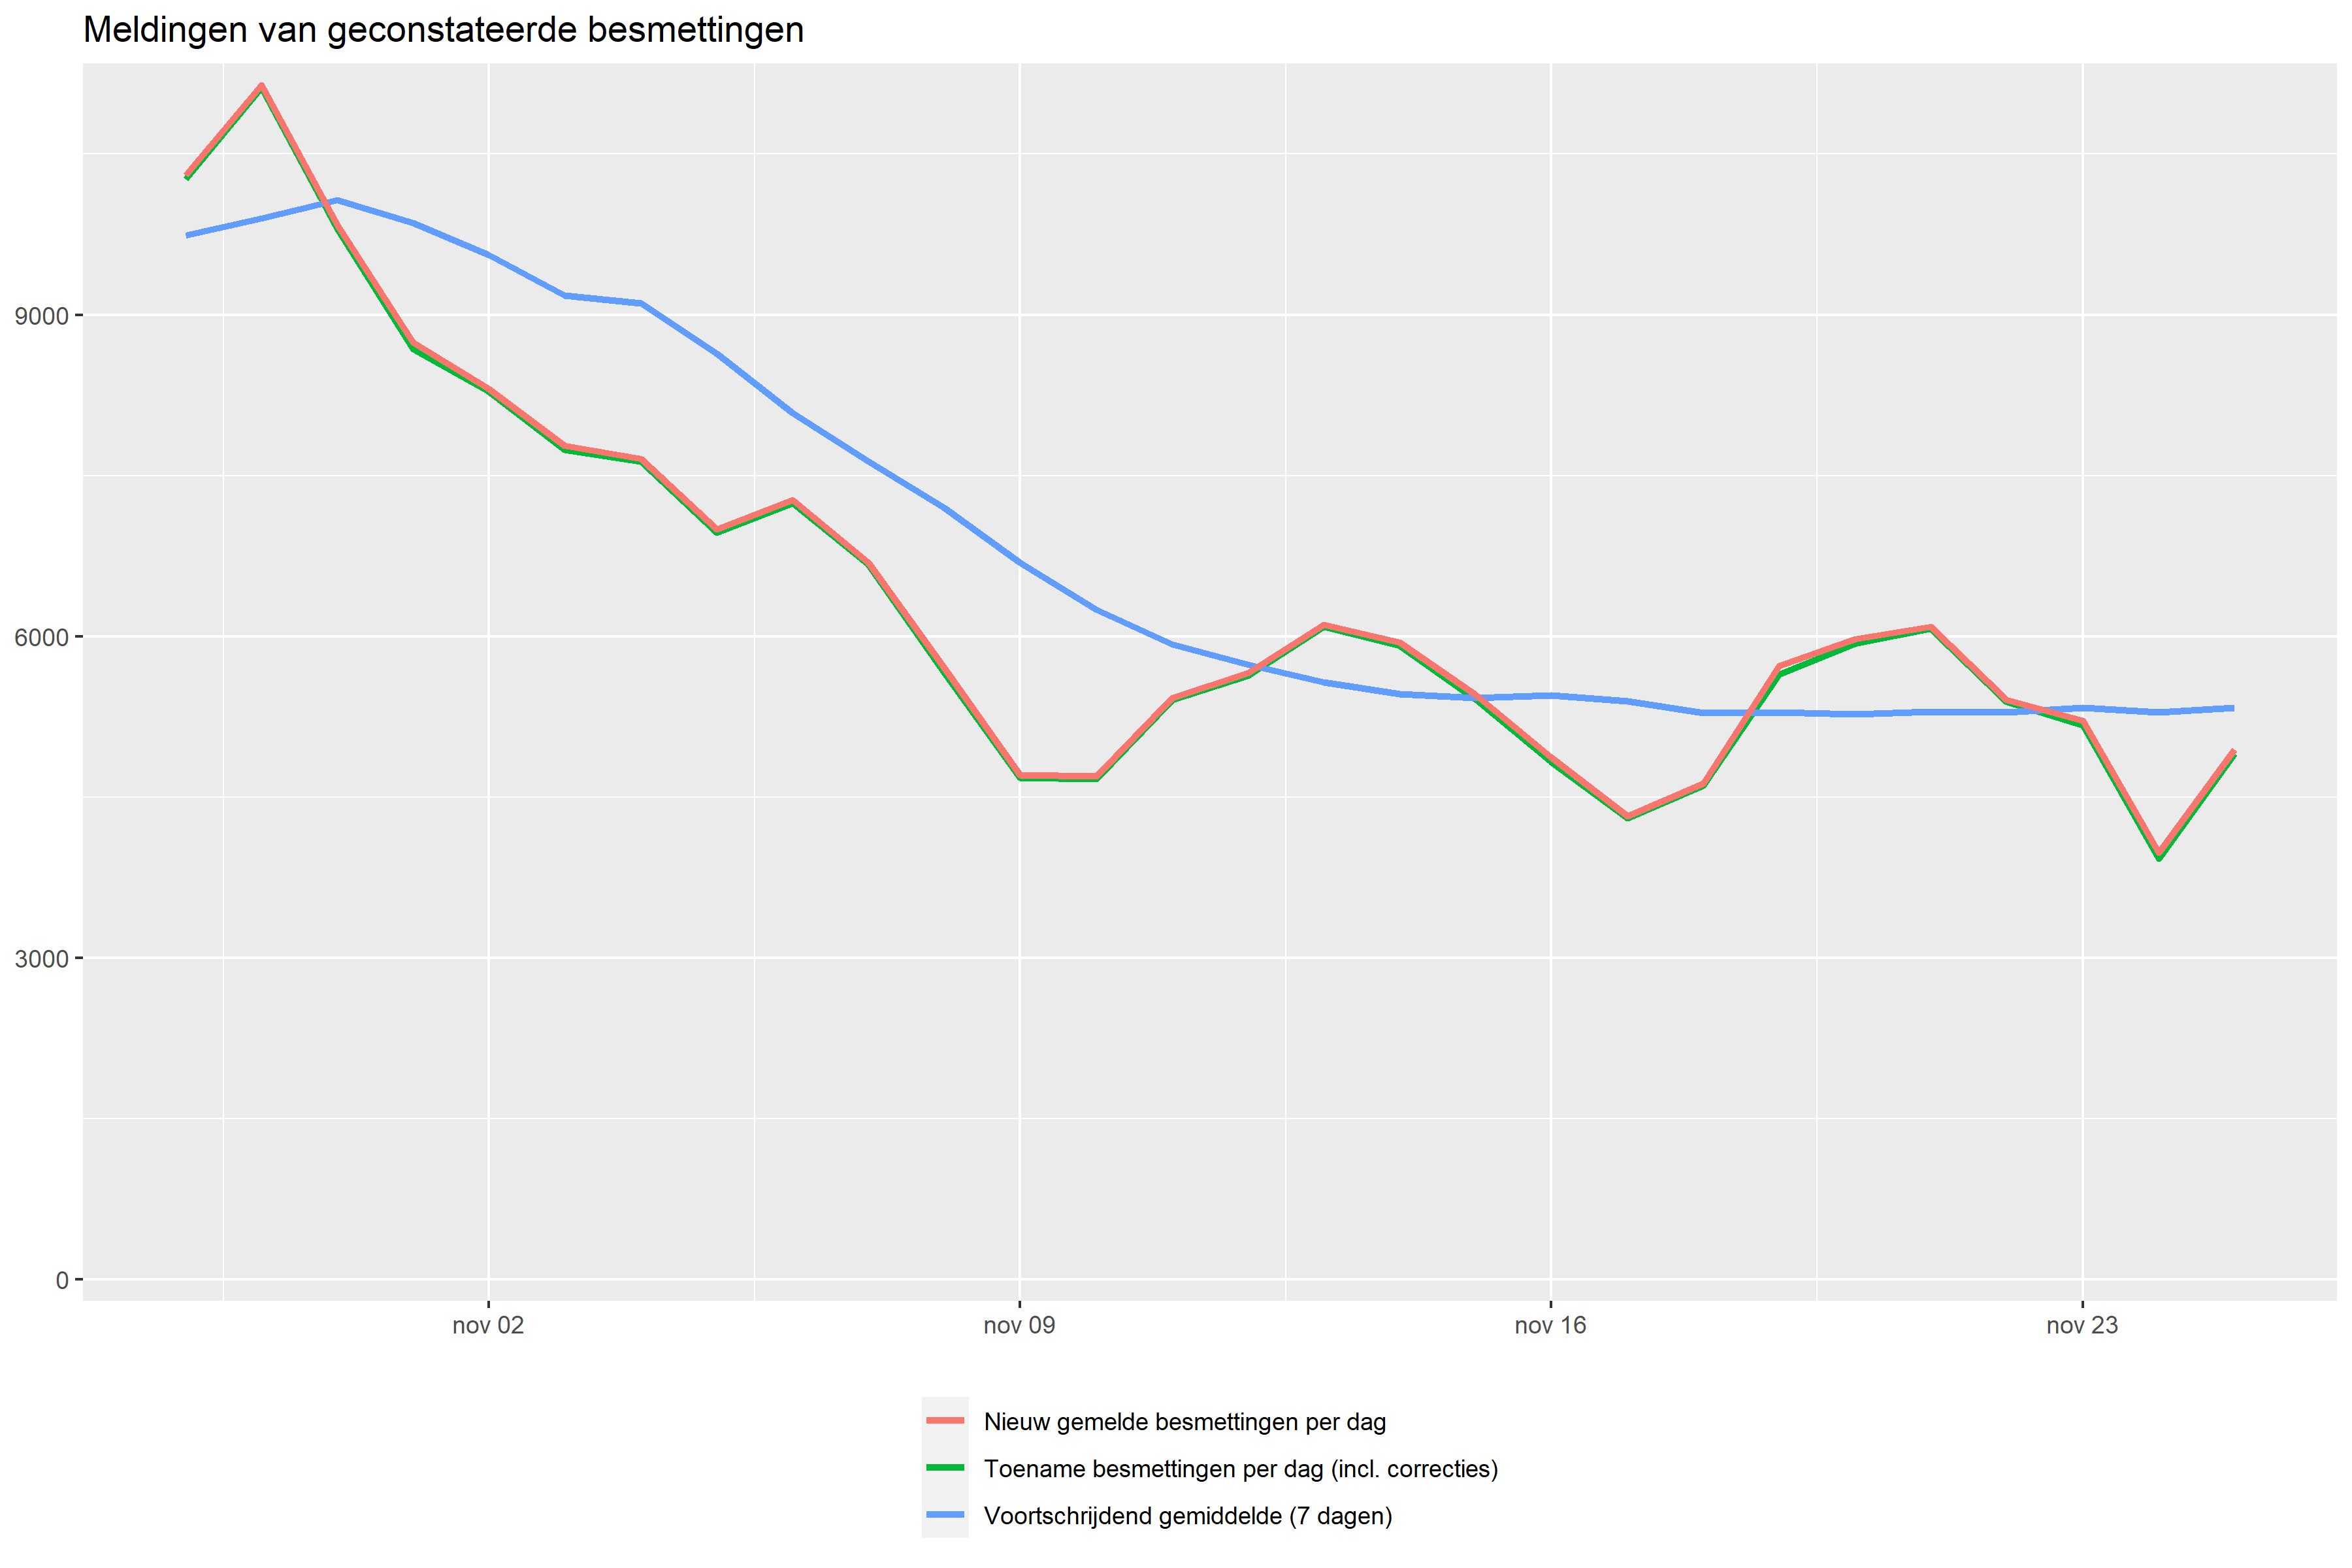 Meldingen van geconstateerde besmettingen
9000
6000
3000
0
nov 02
nov 09
nov 16
nov 23
Nieuw gemelde besmettingen per dag
Toename besmettingen per dag (incl. correcties)
Voortschrijdend gemiddelde (7 dagen)